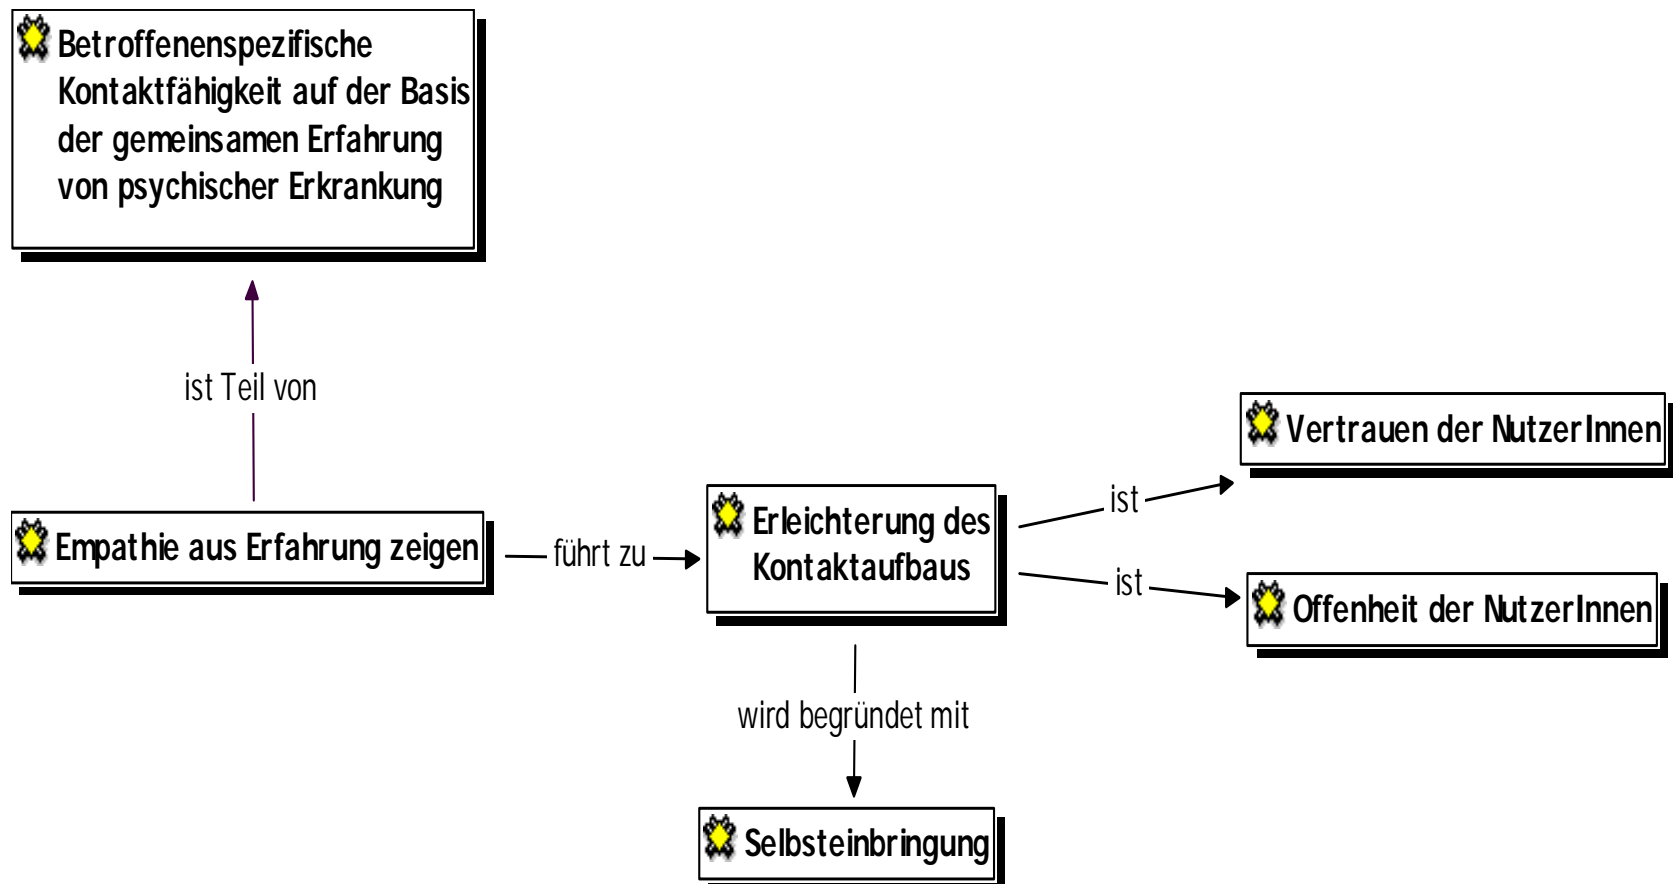 Betroffenenspezifische
Kontaktfähigkeit auf der Basis
der gemeinsamen Erfahrung
von psychischer Erkrankung
ist Teil von
Empathie aus Erfahrung zeigen
führt zu
Erleichterung des
Kontaktaufbaus
ist
Vertrauen der NutzerInnen
ist
Offenheit der NutzerInnen
wird begründet mit
Selbsteinbringung